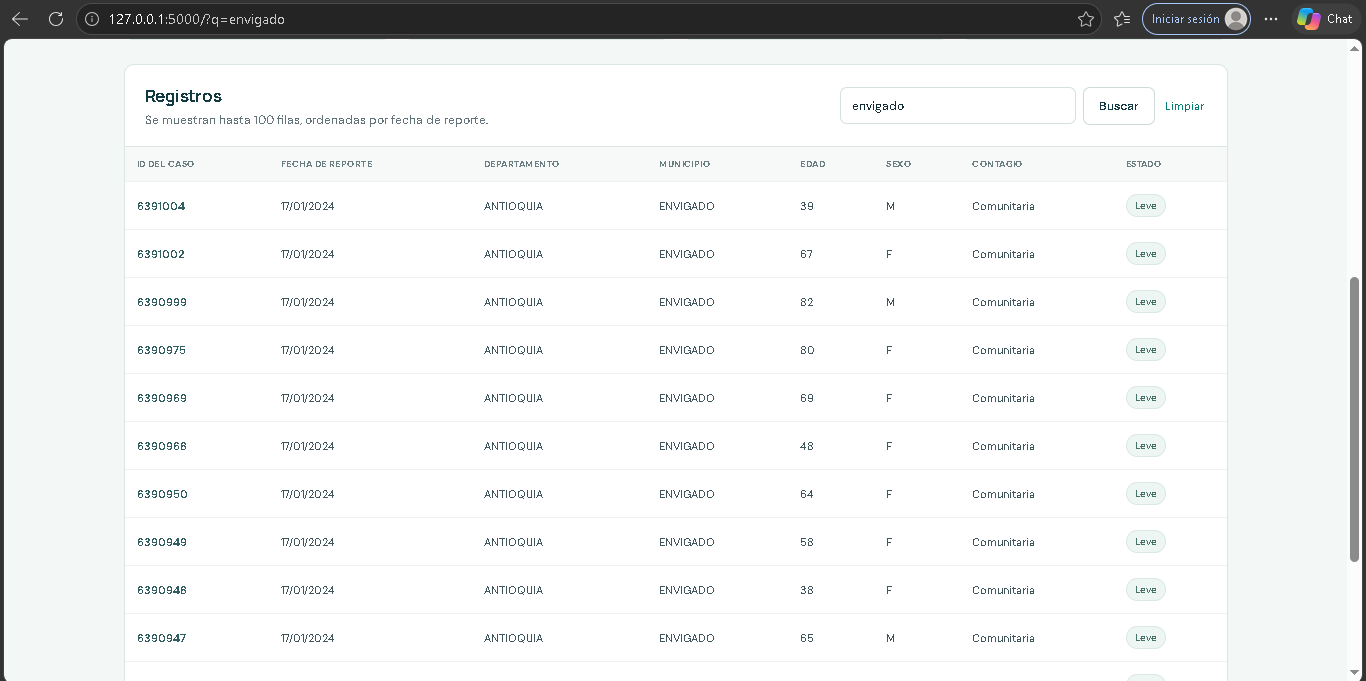 127.0.0.1:5000/?q=envigado
Iniciar sesión
Chat
Registros
Se muestran hasta 100 filas, ordenadas por fecha de reporte.
envigado
Buscar
Limpiar
ID DEL CASO FECHA DE REPORTE DEPARTAMENTO MUNICIPIO EDAD SEXO CONTAGIO ESTADO
6391004 17/01/2024 ANTIOQUIA ENVIGADO 39 M Comunitaria Leve
6391002 17/01/2024 ANTIOQUIA ENVIGADO 67 F Comunitaria Leve
6390999 17/01/2024 ANTIOQUIA ENVIGADO 82 M Comunitaria Leve
6390975 17/01/2024 ANTIOQUIA ENVIGADO 80 F Comunitaria Leve
6390969 17/01/2024 ANTIOQUIA ENVIGADO 69 F Comunitaria Leve
6390968 17/01/2024 ANTIOQUIA ENVIGADO 48 F Comunitaria Leve
6390950 17/01/2024 ANTIOQUIA ENVIGADO 64 F Comunitaria Leve
6390949 17/01/2024 ANTIOQUIA ENVIGADO 58 F Comunitaria Leve
6390948 17/01/2024 ANTIOQUIA ENVIGADO 38 F Comunitaria Leve
6390947 17/01/2024 ANTIOQUIA ENVIGADO 65 M Comunitaria Leve